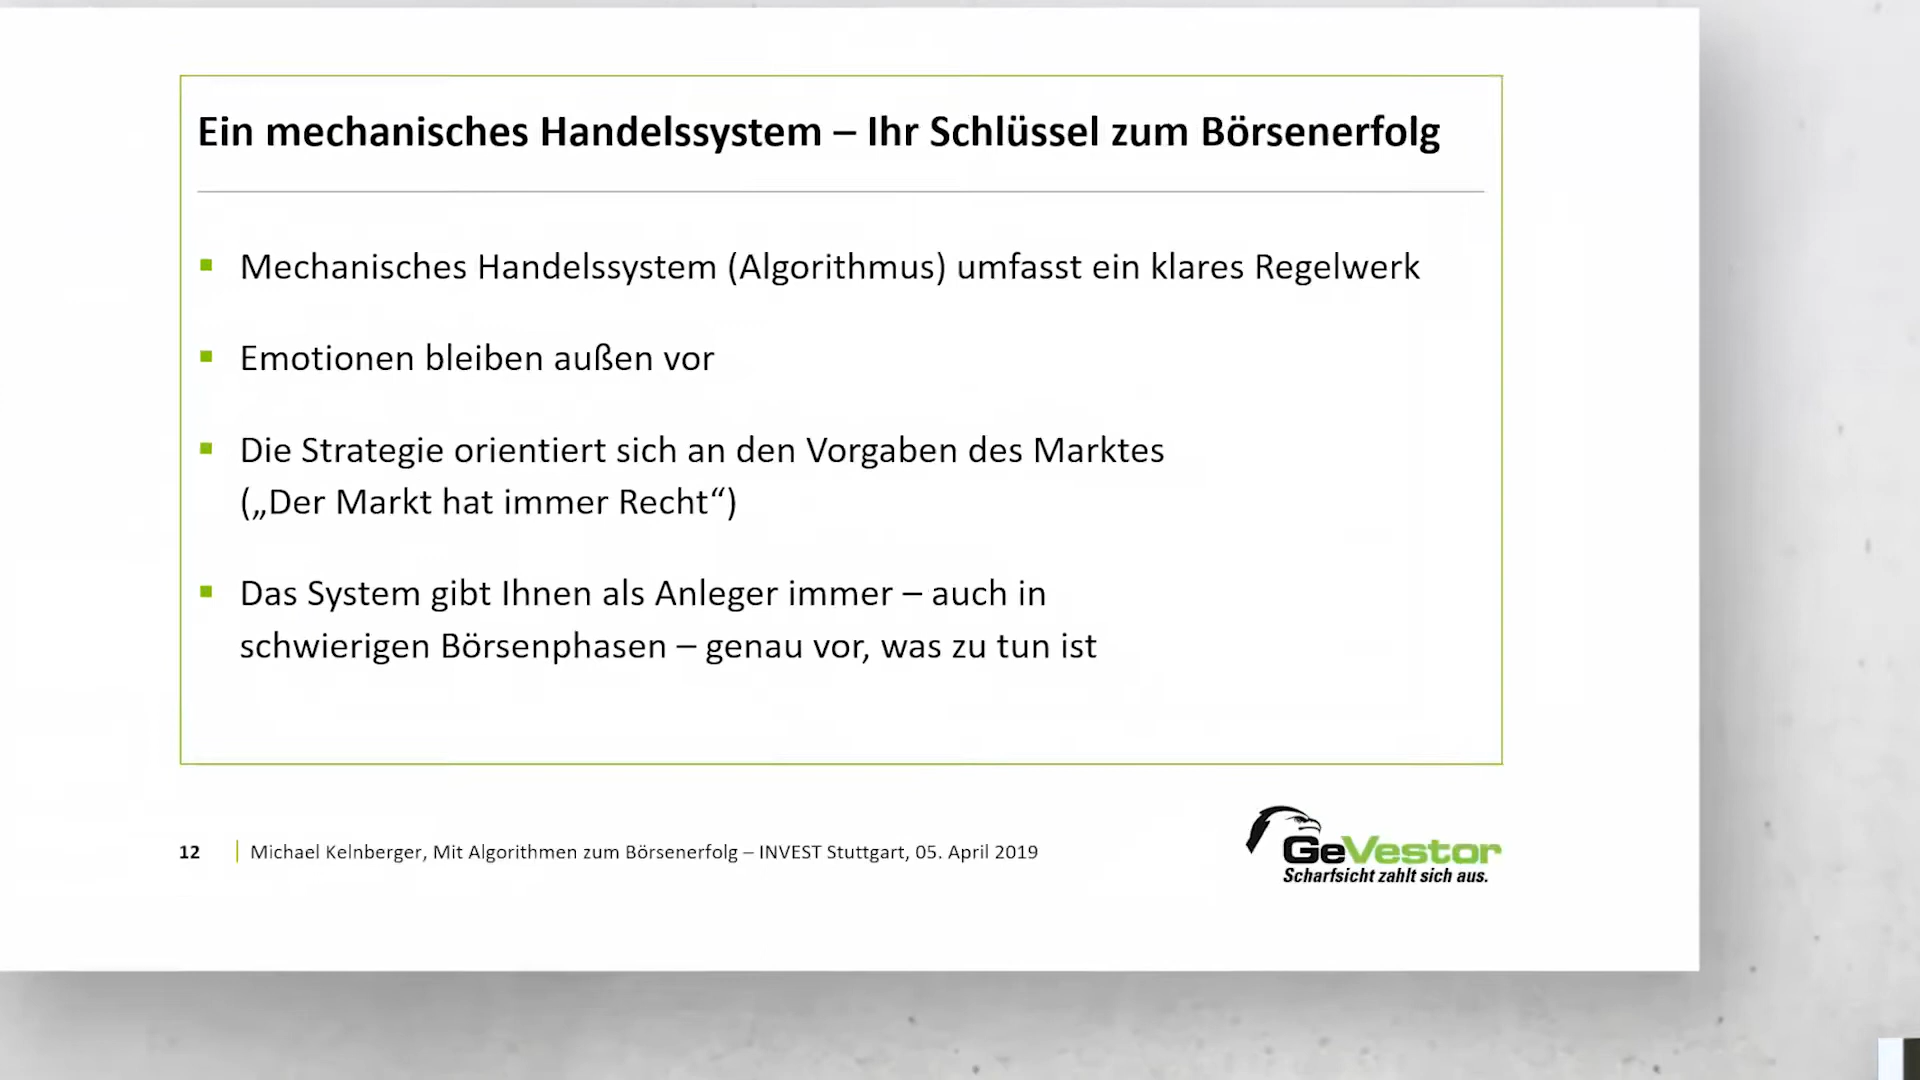 Ein mechanisches Handelssystem – Ihr Schlüssel zum Börsenerfolg
Mechanisches Handelssystem (Algorithmus) umfasst ein klares Regelwerk
Emotionen bleiben außen vor
Die Strategie orientiert sich an den Vorgaben des Marktes
(„Der Markt hat immer Recht“)
Das System gibt Ihnen als Anleger immer – auch in
schwierigen Börsenphasen – genau vor, was zu tun ist
12 Michael Kelnberger, Mit Algorithmen zum Börsenerfolg – INVEST Stuttgart, 05. April 2019
GeVestor
Scharfsicht zahlt sich aus.